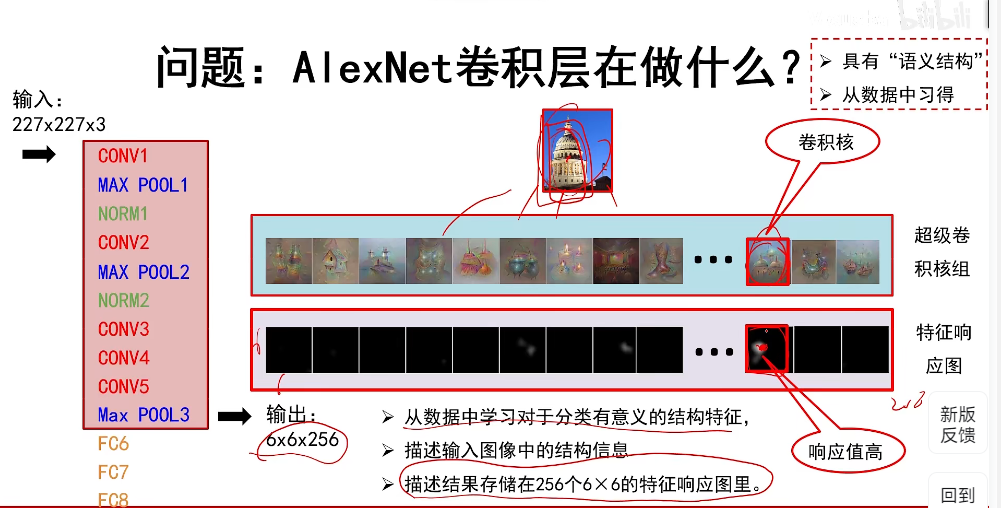 bilibili
问题：AlexNet卷积层在做什么？
➢ 具有“语义结构”
➢ 从数据中习得
输入：
227x227x3
CONV1
MAX POOL1
NORM1
CONV2
MAX POOL2
NORM2
CONV3
CONV4
CONV5
Max POOL3
FC6
FC7
FC8
卷积核
超级卷
积核组
•••
特征响
应图
•••
输出：
6x6x256
➢ 从数据中学习对于分类有意义的结构特征，
➢ 描述输入图像中的结构信息
➢ 描述结果存储在256个6×6的特征响应图里。
响应值高
新版
反馈
回到